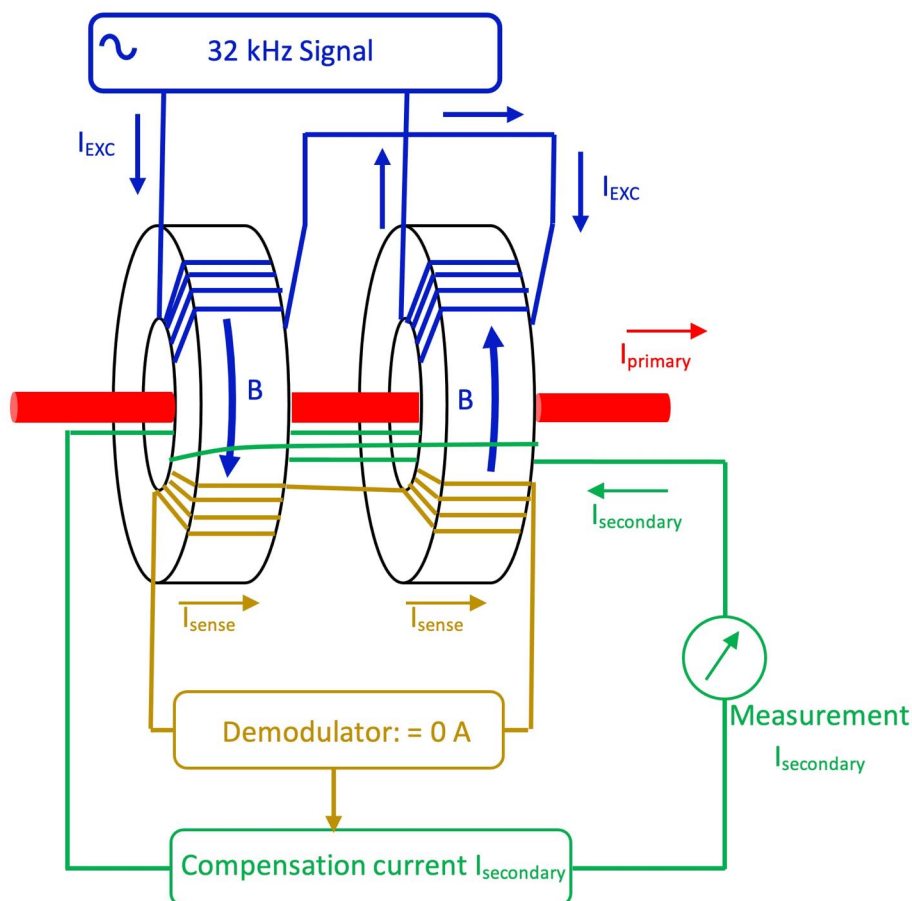 32 kHz Signal
I_EXC
I_EXC
I_primary
B
B
I_secondary
I_sense
I_sense
Demodulator: = 0 A
Measurement
I_secondary
Compensation current I_secondary